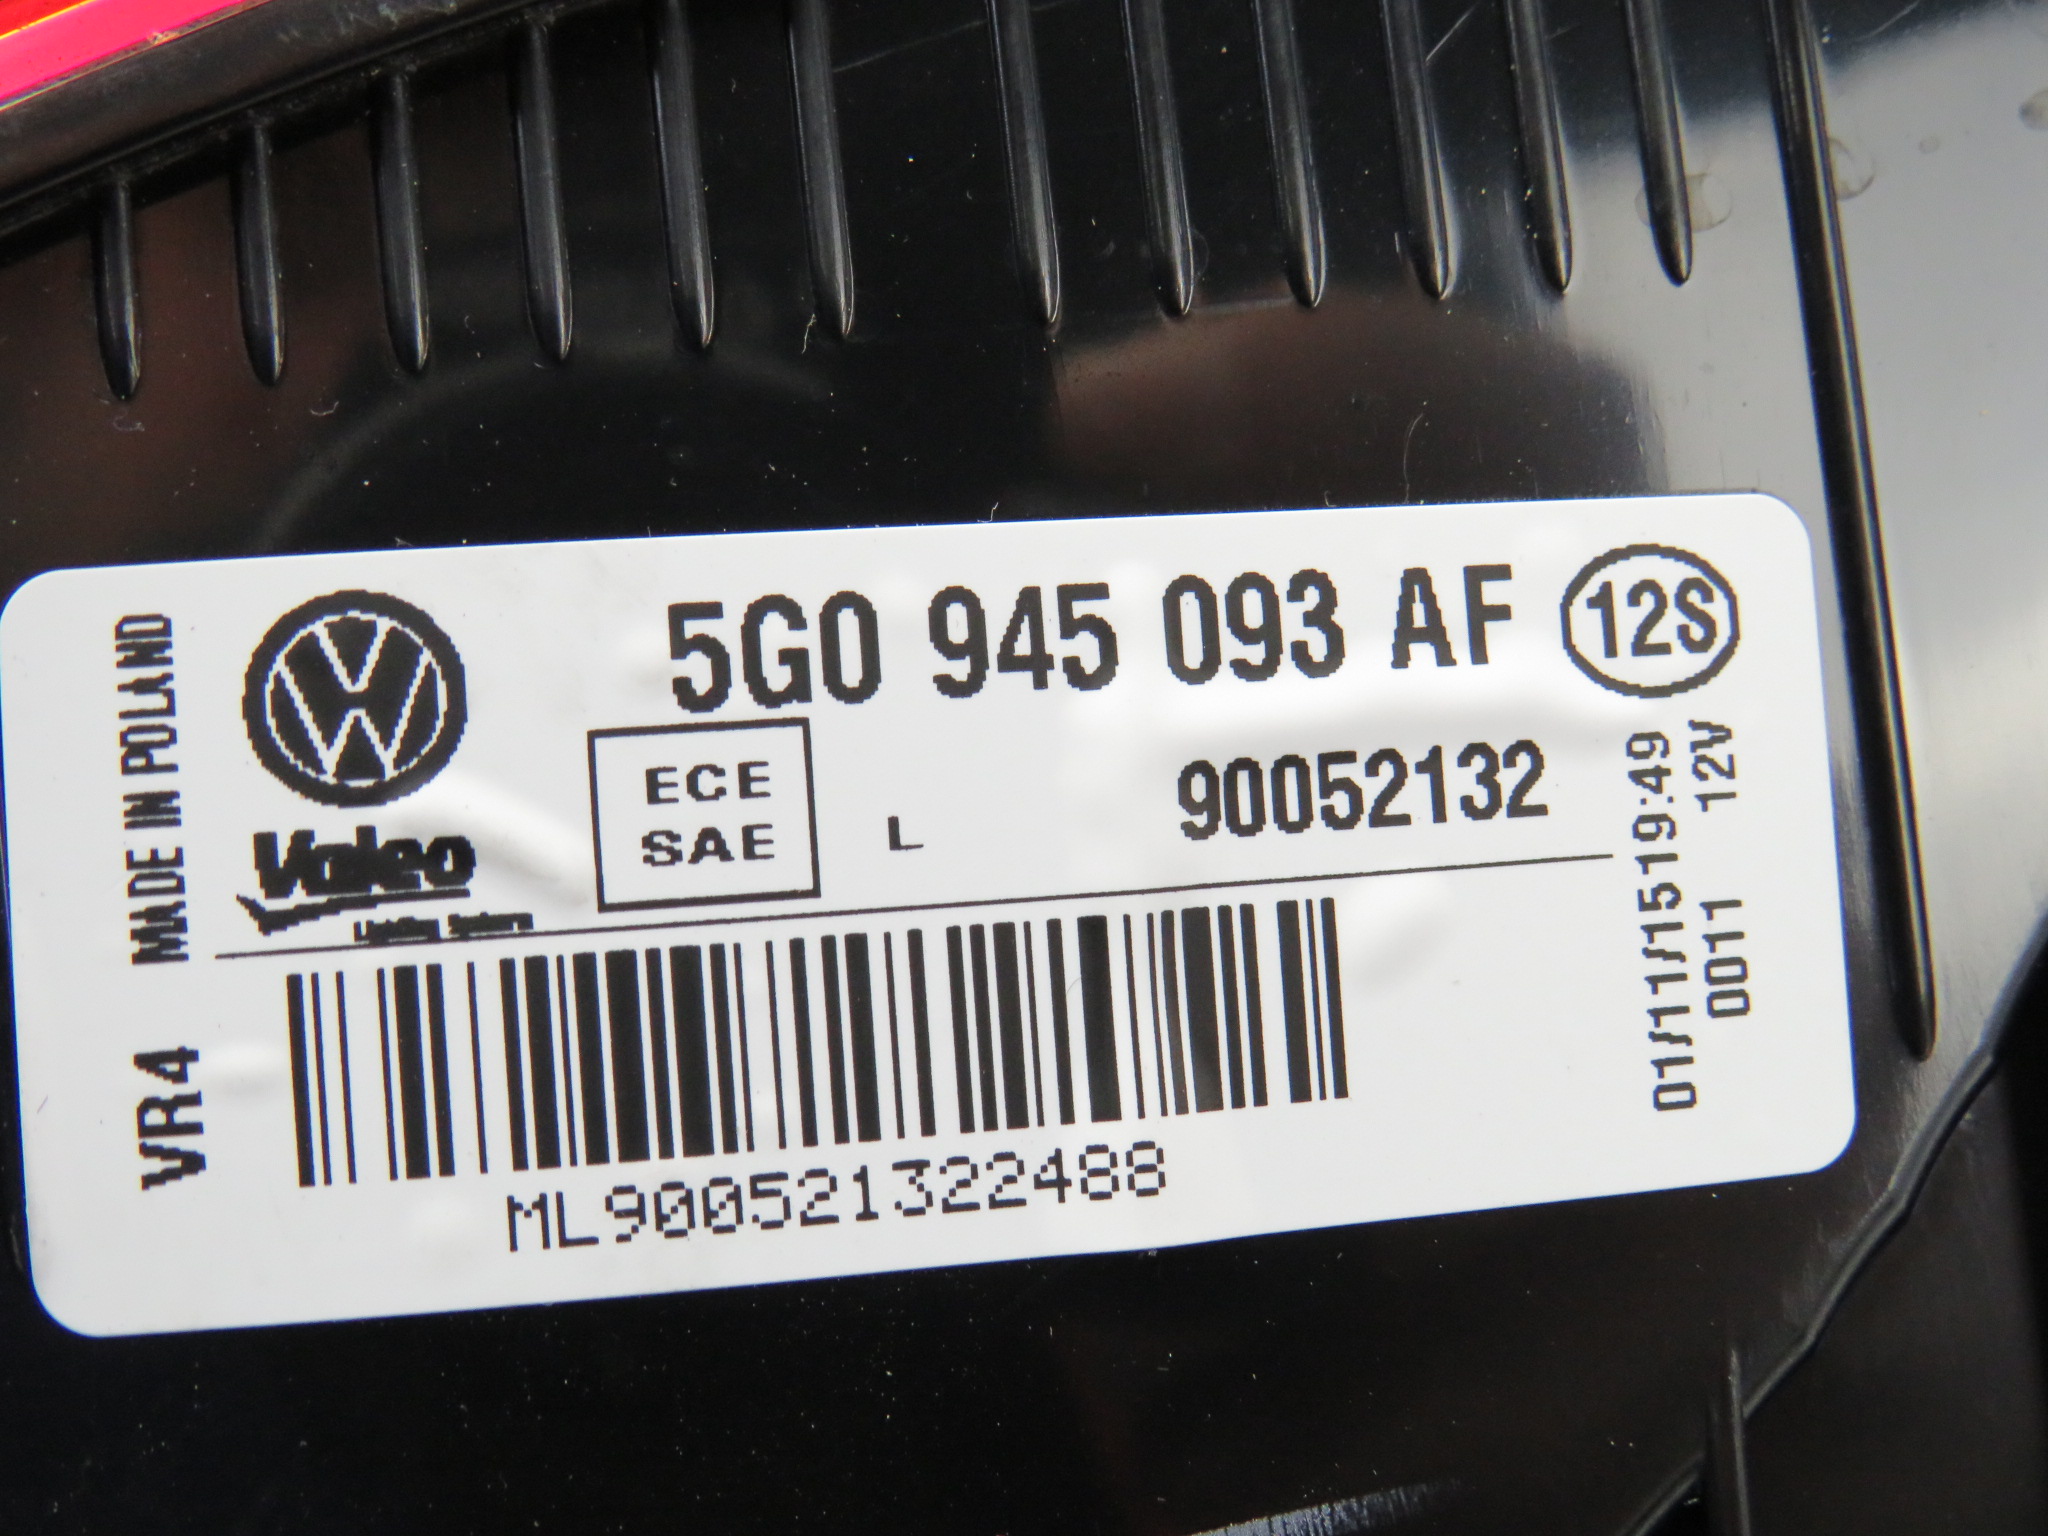 MADE IN POLAND
5G0 945 093 AF
12S
ECE
SAE
L
90052132
Valeo
VR4
01/11/15 19:49
0011 12V
ML900521322488